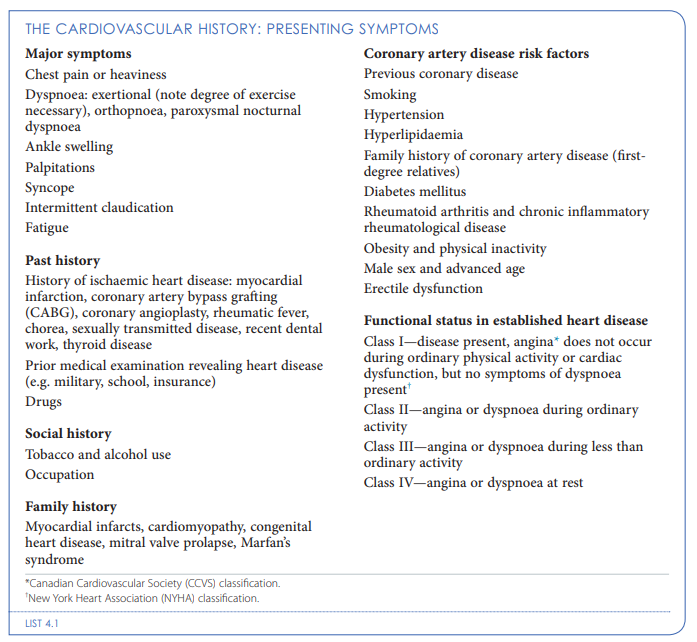 THE CARDIOVASCULAR HISTORY: PRESENTING SYMPTOMS
Major symptoms
Chest pain or heaviness
Dyspnoea: exertional (note degree of exercise
necessary), orthopnoea, paroxysmal nocturnal
dyspnoea
Ankle swelling
Palpitations
Syncope
Intermittent claudication
Fatigue
Past history
History of ischaemic heart disease: myocardial
infarction, coronary artery bypass grafting
(CABG), coronary angioplasty, rheumatic fever,
chorea, sexually transmitted disease, recent dental
work, thyroid disease
Prior medical examination revealing heart disease
(e.g. military, school, insurance)
Drugs
Social history
Tobacco and alcohol use
Occupation
Family history
Myocardial infarcts, cardiomyopathy, congenital
heart disease, mitral valve prolapse, Marfan's
syndrome
Coronary artery disease risk factors
Previous coronary disease
Smoking
Hypertension
Hyperlipidaemia
Family history of coronary artery disease (first-
degree relatives)
Diabetes mellitus
Rheumatoid arthritis and chronic inflammatory
rheumatological disease
Obesity and physical inactivity
Male sex and advanced age
Erectile dysfunction
Functional status in established heart disease
Class I—disease present, angina* does not occur
during ordinary physical activity or cardiac
dysfunction, but no symptoms of dyspnoea
present†
Class II—angina or dyspnoea during ordinary
activity
Class III—angina or dyspnoea during less than
ordinary activity
Class IV—angina or dyspnoea at rest
*Canadian Cardiovascular Society (CCVS) classification.
†New York Heart Association (NYHA) classification.
LIST 4.1